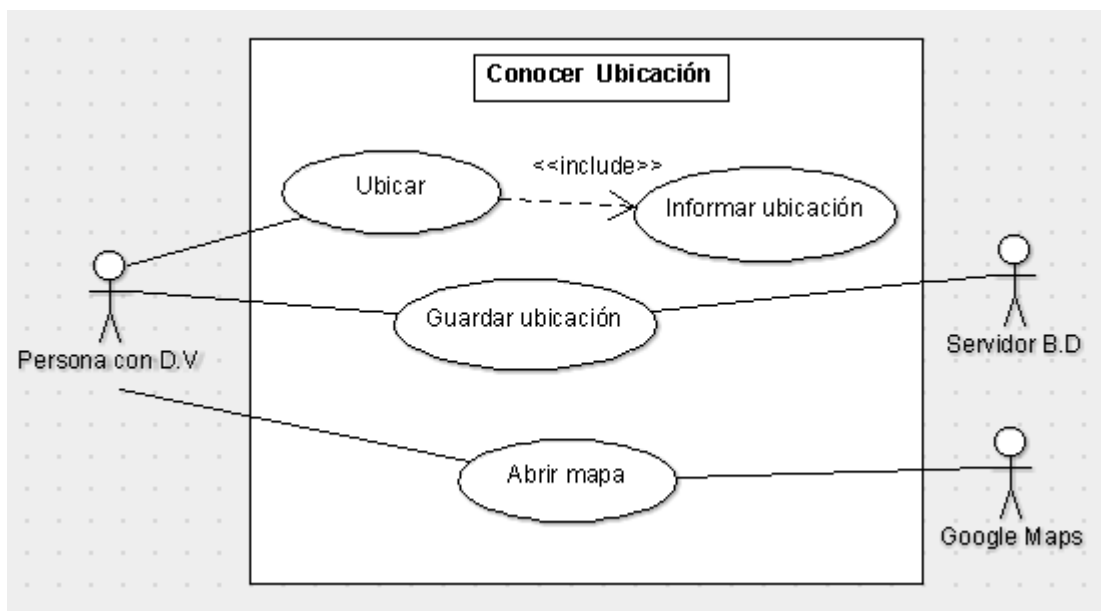 Conocer Ubicación
<<include>>
Ubicar
Informar ubicación
Guardar ubicación
Servidor B.D
Persona con D.V
Abrir mapa
Google Maps